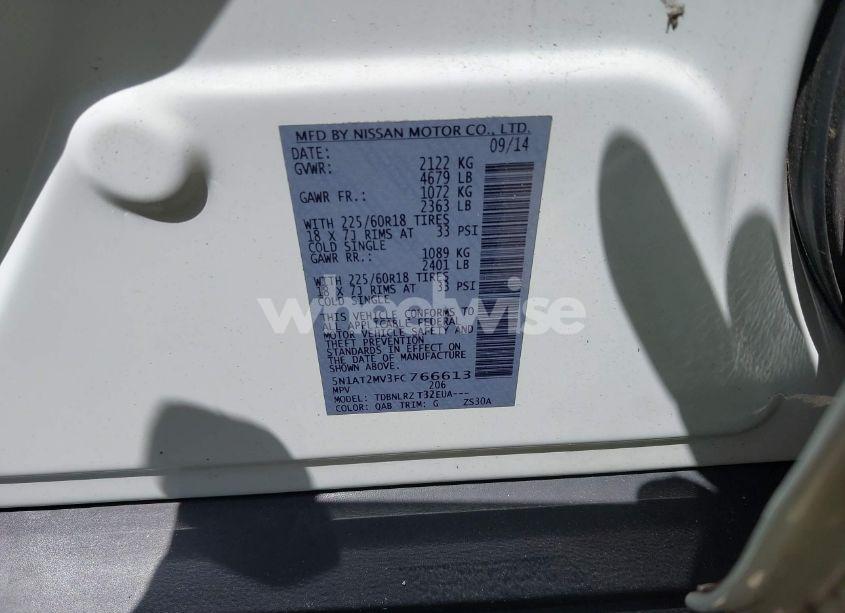 MFD BY NISSAN MOTOR CO., LTD.
DATE: 09/14
GVWR: 2122 KG
4679 LB
GAWR FR.: 1072 KG
2363 LB
WITH 225/60R18 TIRES
18 X 7J RIMS AT 33 PSI
COLD SINGLE
GAWR RR.: 1089 KG
2401 LB
WITH 225/60R18 TIRES
18 X 7J RIMS AT 33 PSI
COLD SINGLE
wheelwise
THIS VEHICLE CONFORMS TO
ALL APPLICABLE FEDERAL
MOTOR VEHICLE SAFETY AND
THEFT PREVENTION
STANDARDS IN EFFECT ON
THE DATE OF MANUFACTURE
SHOWN ABOVE.
5N1AT2MV3FC766613
MPV 206
MODEL: TDBNLRZ T32EUA---
COLOR: QAB TRIM: G ZS30A